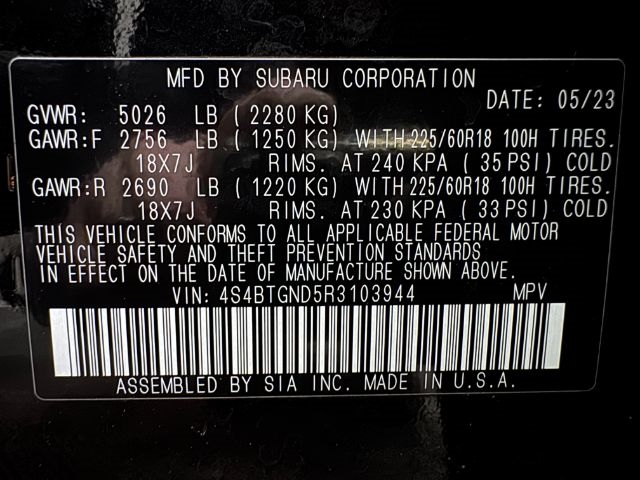 MFD BY SUBARU CORPORATION
DATE: 05/23
GVWR: 5026 LB ( 2280 KG)
GAWR:F 2756 LB ( 1250 KG) WITH 225/60R18 100H TIRES.
18X7J RIMS. AT 240 KPA ( 35 PSI) COLD
GAWR:R 2690 LB ( 1220 KG) WITH 225/60R18 100H TIRES.
18X7J RIMS. AT 230 KPA ( 33 PSI) COLD
THIS VEHICLE CONFORMS TO ALL APPLICABLE FEDERAL MOTOR
VEHICLE SAFETY AND THEFT PREVENTION STANDARDS
IN EFFECT ON THE DATE OF MANUFACTURE SHOWN ABOVE.
VIN: 4S4BTGND5R3103944 MPV
ASSEMBLED BY SIA INC. MADE IN U.S.A.